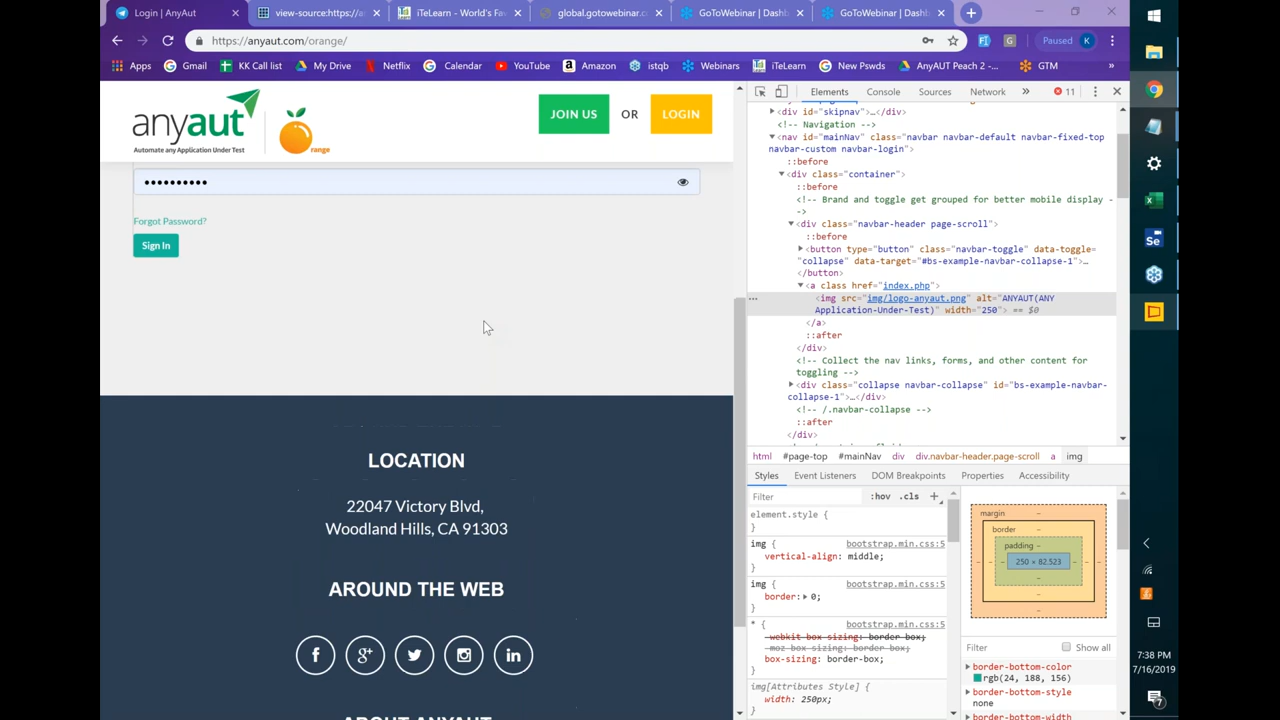 Login | AnyAut
view-source:https://a
iTeLearn - World's Fa
global.gotowebinar.c
GoToWebinar | Dashb
GoToWebinar | Dashb
https://anyaut.com/orange/
Paused
K
Apps
Gmail
KK Call list
My Drive
Netflix
Calendar
YouTube
Amazon
istqb
Webinars
iTeLearn
New Pswds
AnyAUT Peach 2 -...
GTM
»
anyaut
Automate any Application Under Test
range
JOIN US
OR
LOGIN
••••••••••
Forgot Password?
Sign In
LOCATION
22047 Victory Blvd,
Woodland Hills, CA 91303
AROUND THE WEB
Elements
Console
Sources
Network
»
11
<div id="skipnav">…</div>
<!-- Navigation -->
<nav id="mainNav" class="navbar navbar-default navbar-fixed-top
navbar-custom navbar-login">
::before
<div class="container">
::before
<!-- Brand and toggle get grouped for better mobile display -
->
<div class="navbar-header page-scroll">
::before
<button type="button" class="navbar-toggle" data-toggle=
"collapse" data-target="#bs-example-navbar-collapse-1">…
</button>
<a class href="index.php">
<img src="img/logo-anyaut.png" alt="ANYAUT(ANY
Application-Under-Test)" width="250"> == $0
</a>
::after
</div>
<!-- Collect the nav links, forms, and other content for
toggling -->
<div class="collapse navbar-collapse" id="bs-example-navbar-
collapse-1">…</div>
<!-- /.navbar-collapse -->
::after
</div>
html #page-top #mainNav div div.navbar-header.page-scroll a img
Styles
Event Listeners
DOM Breakpoints
Properties
Accessibility
Filter
:hov .cls +
element.style {
}
img {
bootstrap.min.css:5
vertical-align: middle;
}
img {
bootstrap.min.css:5
border: 0;
}
* {
bootstrap.min.css:5
-webkit-box-sizing: border-box;
-moz-box-sizing: border-box;
box-sizing: border-box;
}
img[Attributes Style] {
width: 250px;
}
margin –
border –
padding –
250 × 82.523
Filter
Show all
border-bottom-color
rgb(24, 188, 156)
border-bottom-style
none
Se
7:38 PM
7/16/2019
7